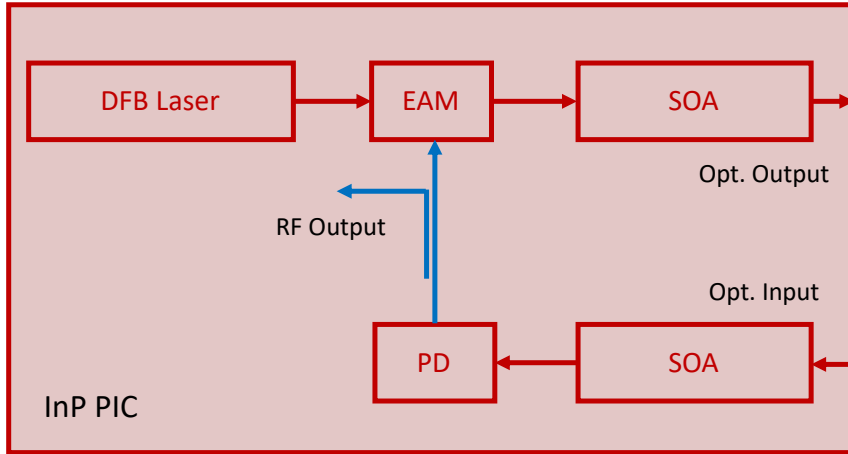 DFB Laser
EAM
SOA
Opt. Output
RF Output
Opt. Input
PD
SOA
InP PIC